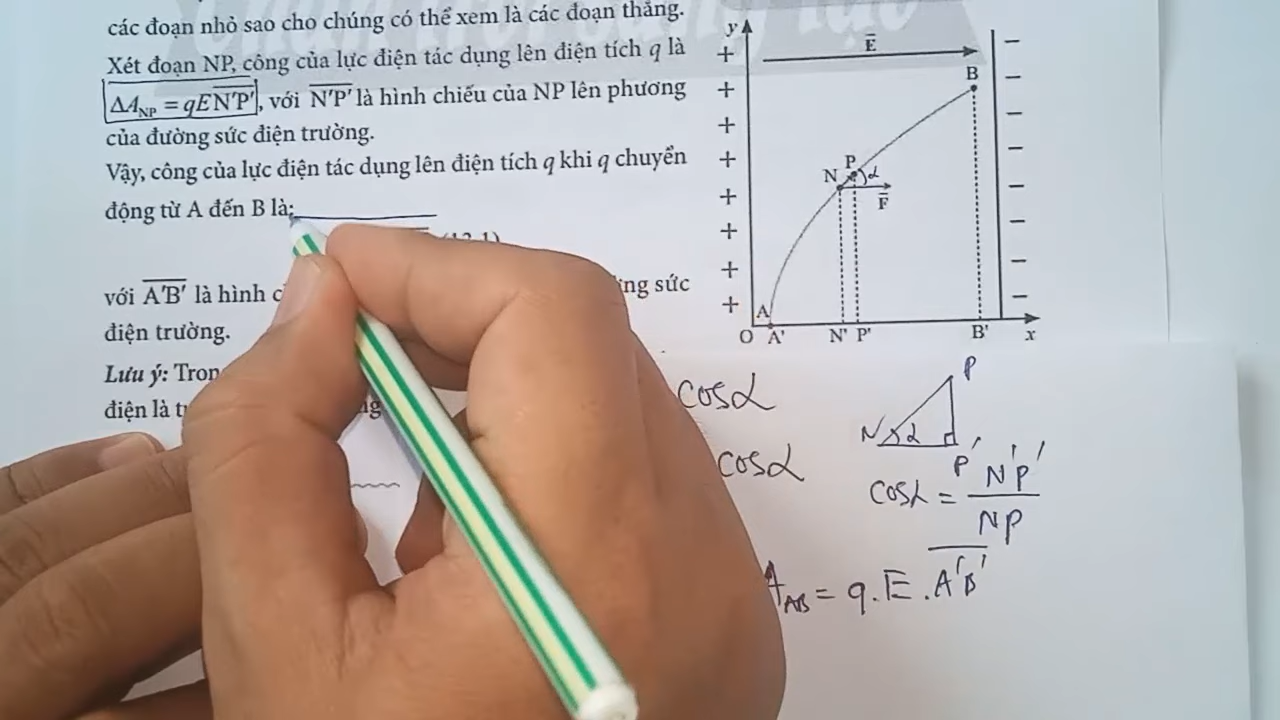 các đoạn nhỏ sao cho chúng có thể xem là các đoạn thẳng.
Xét đoạn NP, công của lực điện tác dụng lên điện tích q là
ΔA_NP = qEN'P', với N'P' là hình chiếu của NP lên phương
của đường sức điện trường.
Vậy, công của lực điện tác dụng lên điện tích q khi q chuyển
động từ A đến B là:
với A'B' là hình
sức
điện trường.
Lưu ý:
điện là
y
E
B
P
N
α
F
A
O A' N' P' B' x
cosα
cosα
P
N α
P'
cosα = N'P' / NP
A_AB = q.E.A'B'